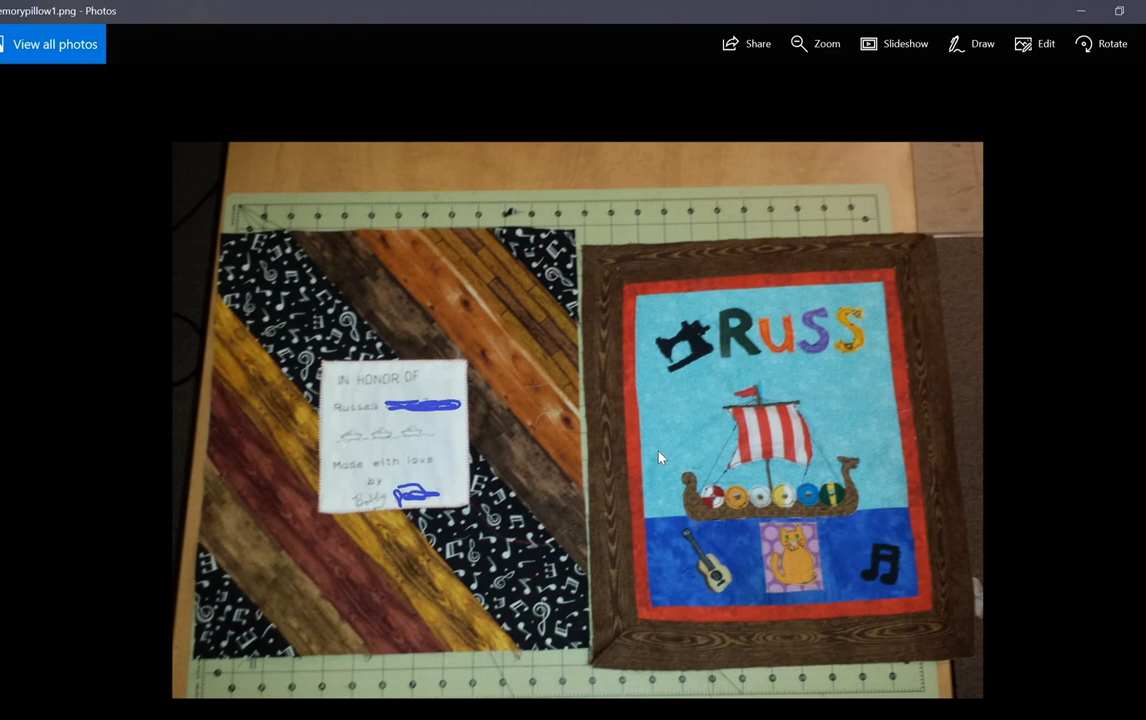 emorypillow1.png - Photos
View all photos
Share
Zoom
Slideshow
Draw
Edit
Rotate
IN HONOR OF
Russell
Made with love
by
RUSS